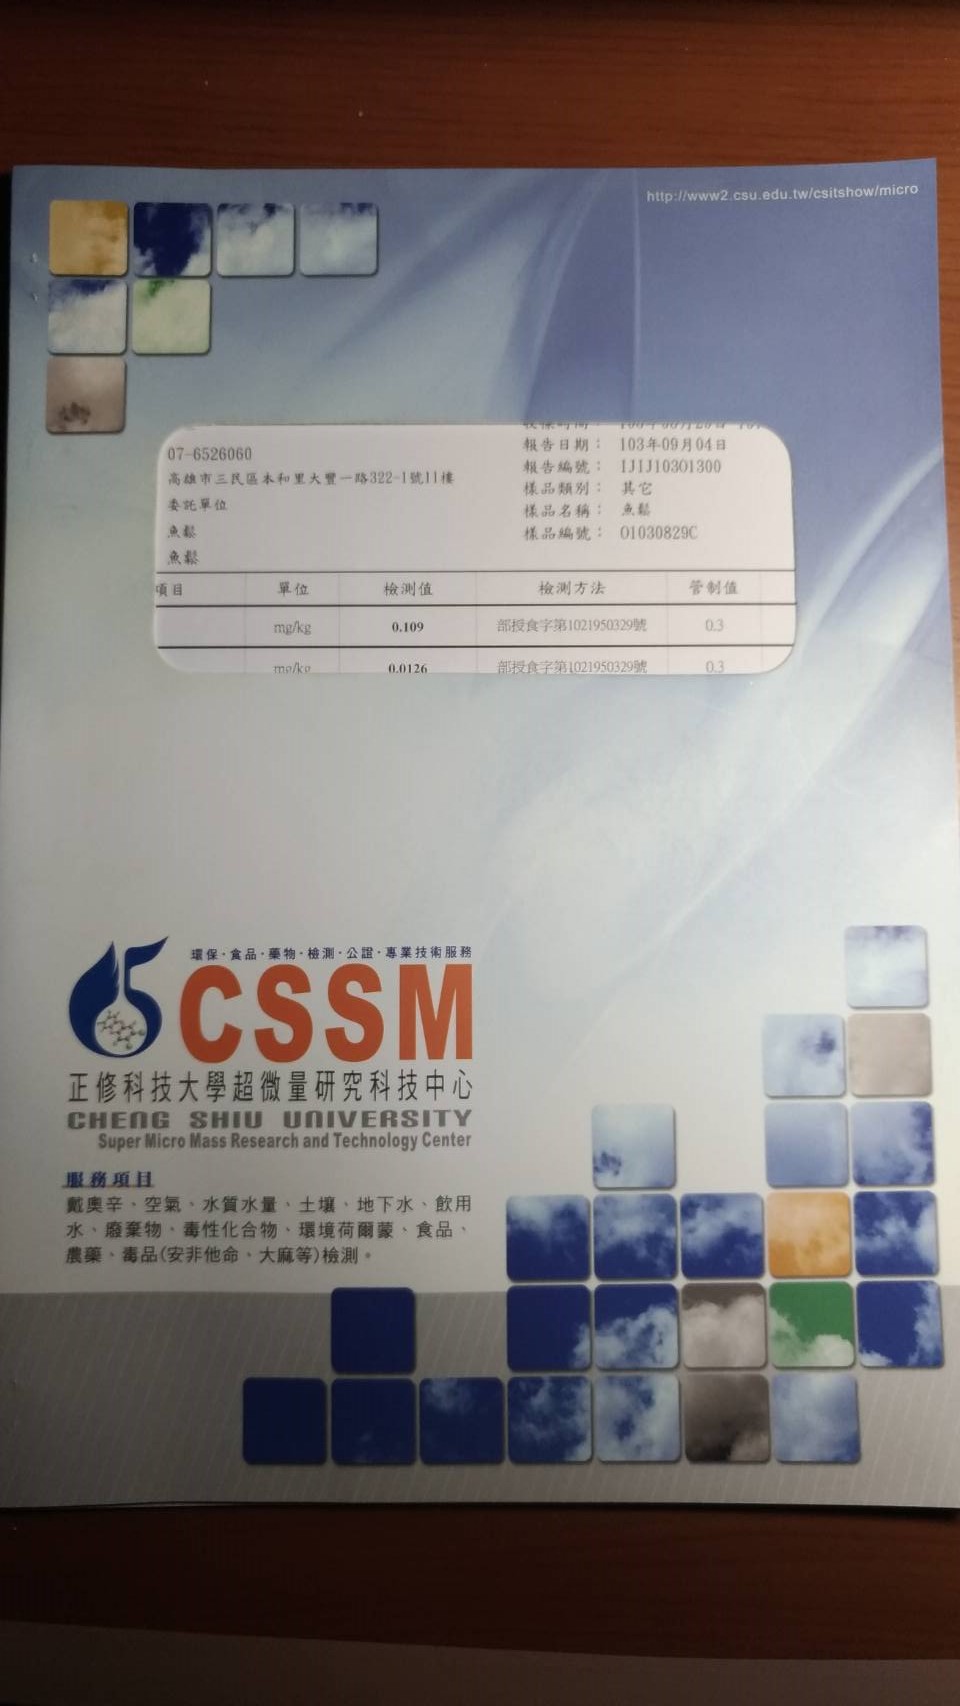 http://www2.csu.edu.tw/csitshow/micro
07-6526060
高雄市三民區本和里大豐一路322-1號11樓
委託單位
魚鬆
魚鬆
報告日期： 103年09月04日
報告編號： IJ1J10301300
樣品類別： 其它
樣品名稱： 魚鬆
樣品編號： O1030829C
項目 單位 檢測值 檢測方法 管制值
mg/kg 0.109 部授食字第1021950329號 0.3
mg/kg 0.0126 部授食字第1021950329號 0.3
環保·食品·藥物·檢測·公證·專業技術服務
CSSM
正修科技大學超微量研究科技中心
CHENG SHIU UNIVERSITY
Super Micro Mass Research and Technology Center
服務項目
戴奧辛、空氣、水質水量、土壤、地下水、飲用
水、廢棄物、毒性化合物、環境荷爾蒙、食品、
農藥、毒品(安非他命、大麻等)檢測。